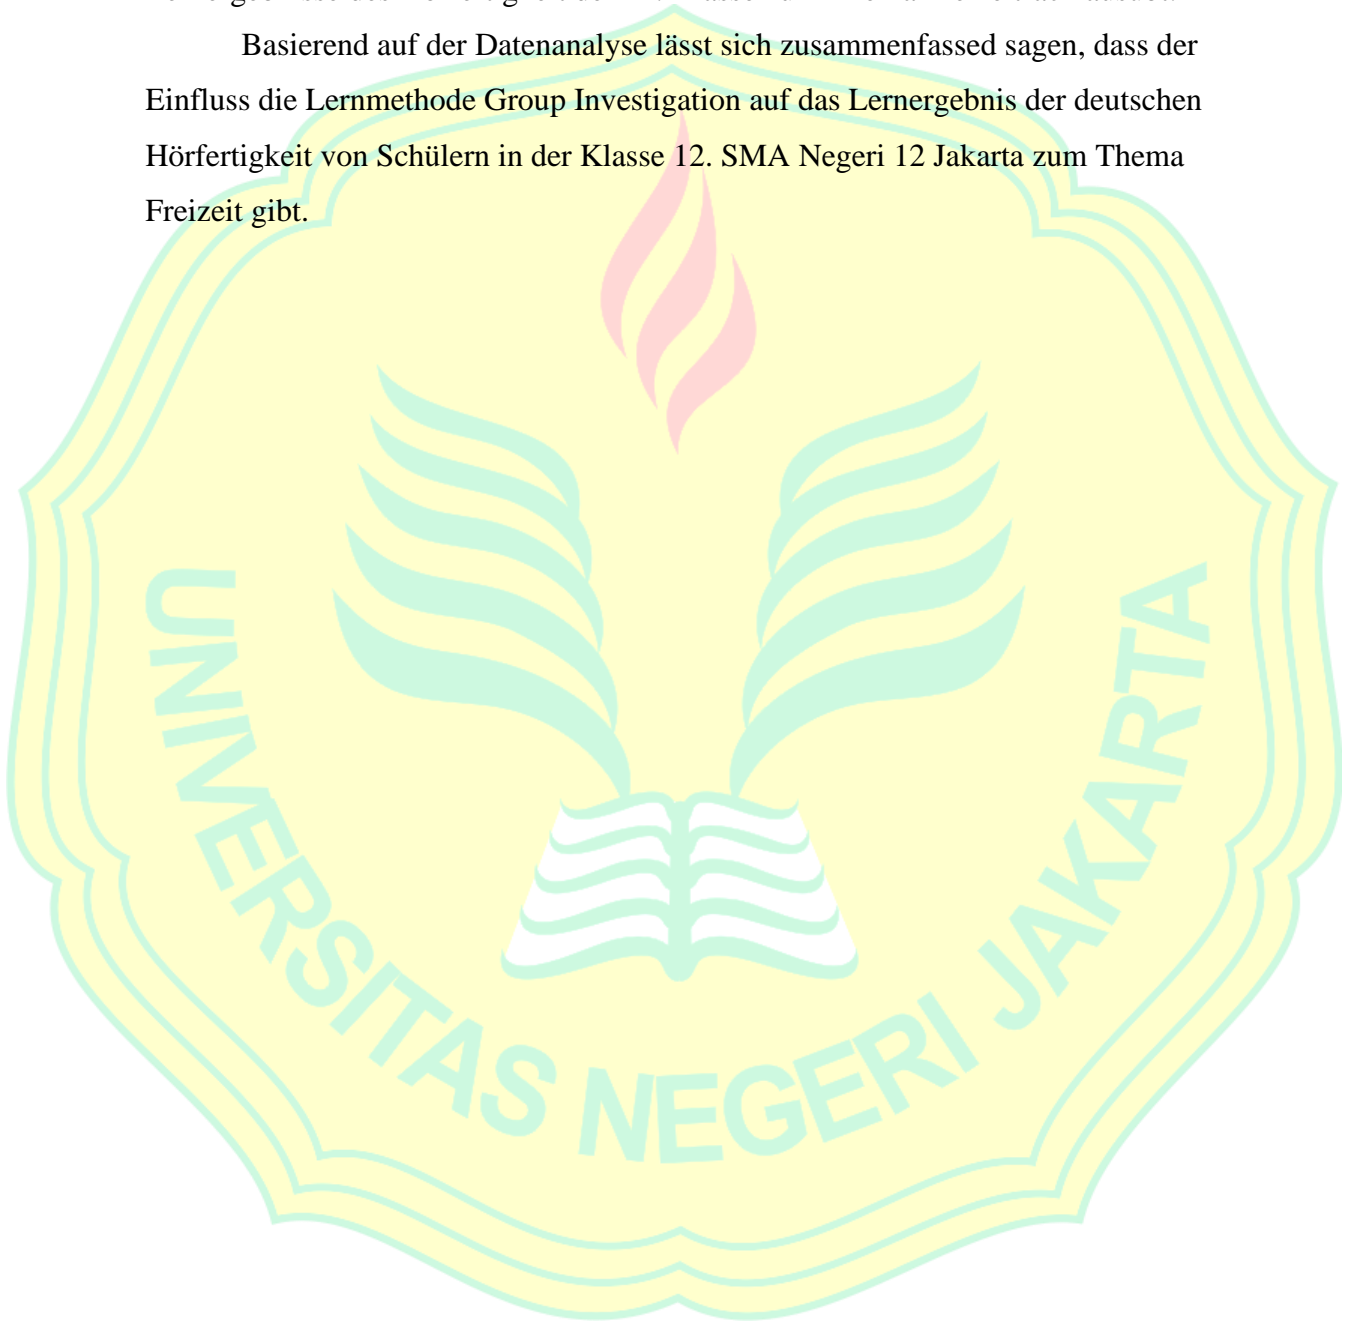 Basierend auf der Datenanalyse lässt sich zusammenfassed sagen, dass der
Einfluss die Lernmethode Group Investigation auf das Lernergebnis der deutschen
Hörfertigkeit von Schülern in der Klasse 12. SMA Negeri 12 Jakarta zum Thema
Freizeit gibt.
UNIVERSITAS NEGERI JAKARTA